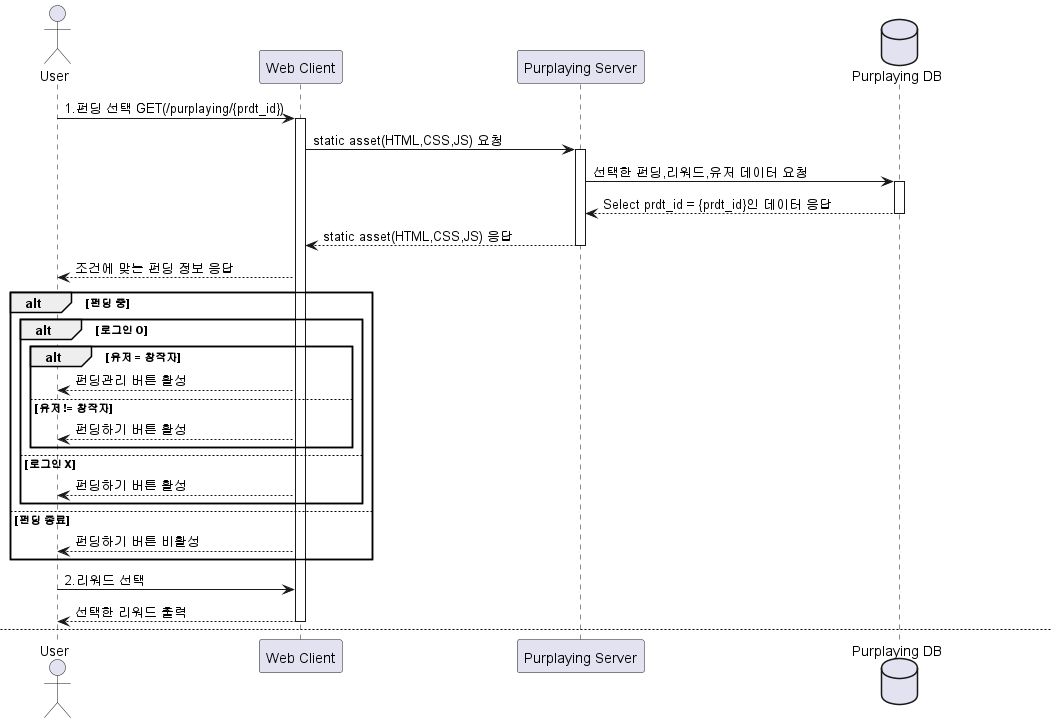 User
Web Client
Purplaying Server
Purplaying DB
1.펀딩 선택 GET(/purplaying/{prdt_id})
static asset(HTML,CSS,JS) 요청
선택한 펀딩,리워드,유저 데이터 요청
Select prdt_id = {prdt_id}인 데이터 응답
static asset(HTML,CSS,JS) 응답
조건에 맞는 펀딩 정보 응답
alt [펀딩 중]
alt [로그인 O]
alt [유저 = 창작자]
펀딩관리 버튼 활성
[유저 != 창작자]
펀딩하기 버튼 활성
[로그인 X]
펀딩하기 버튼 활성
[펀딩 종료]
펀딩하기 버튼 비활성
2.리워드 선택
선택한 리워드 출력
User
Web Client
Purplaying Server
Purplaying DB